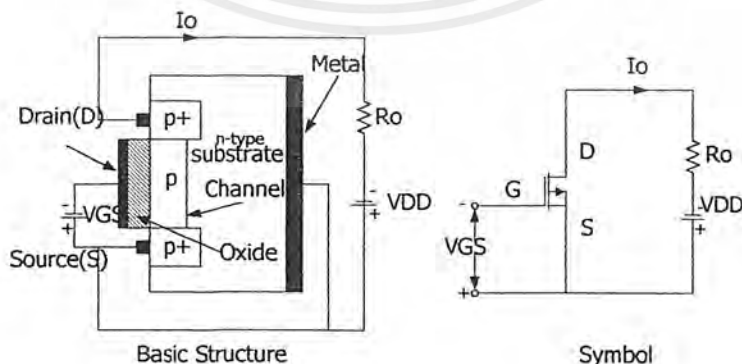 Io
Metal
Drain(D)
p+
n-type
substrate
Ro
p
Channel
-
VGS
+
-
VDD
+
Oxide
p+
Source(S)
Basic Structure
Io
D
Ro
G
-
VGS
+
S
-
VDD
+
Symbol